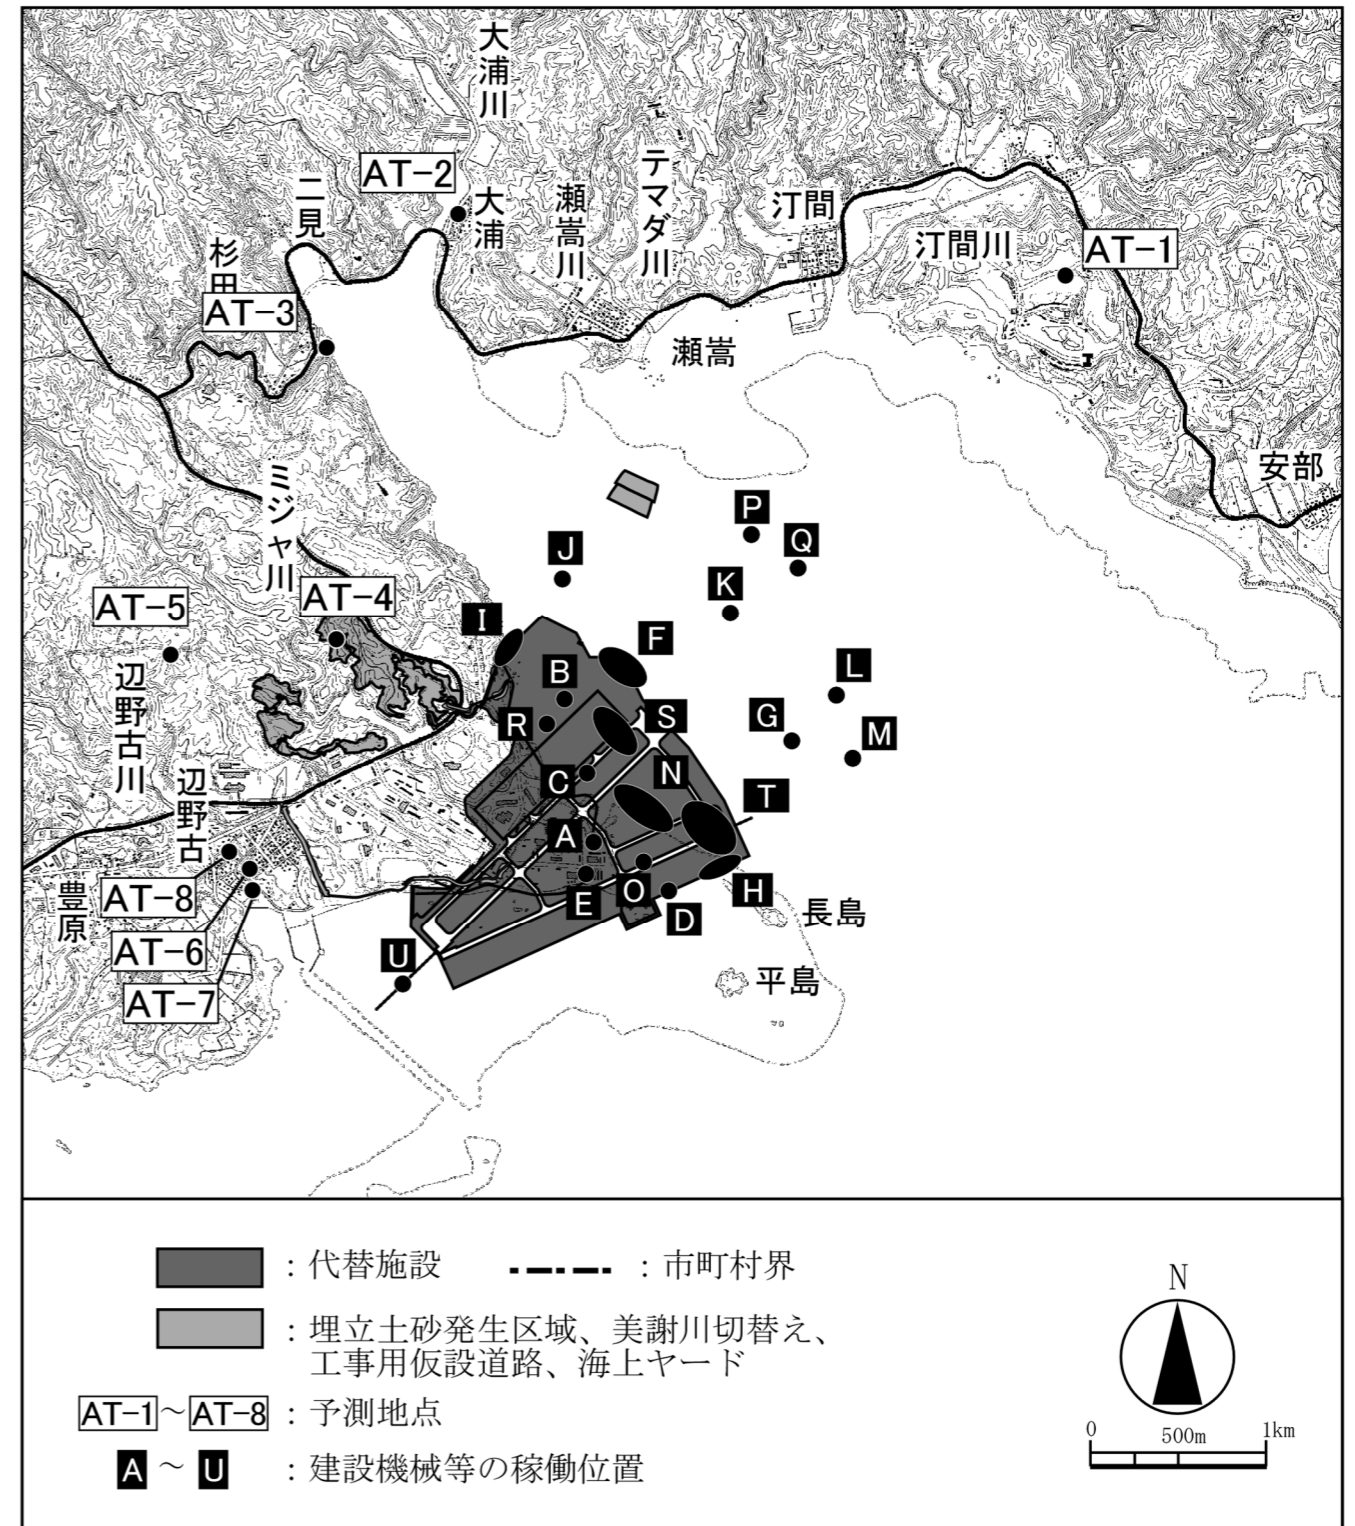 大浦川
AT-2
二見
大浦
瀬嵩川
テマダ川
汀間
汀間川
AT-1
杉田
AT-3
瀬嵩
安部
ミジャ川
P
J
Q
K
AT-5
AT-4
I
F
辺野古川
B
L
R
S
G
M
C
N
T
辺野古
A
AT-8
E
O
D
H
豊原
長島
AT-6
U
平島
AT-7
:代替施設
:市町村界
:埋立土砂発生区域、美謝川切替え、
工事用仮設道路、海上ヤード
AT-1~AT-8:予測地点
A~U:建設機械等の稼働位置
N
0 500m 1km